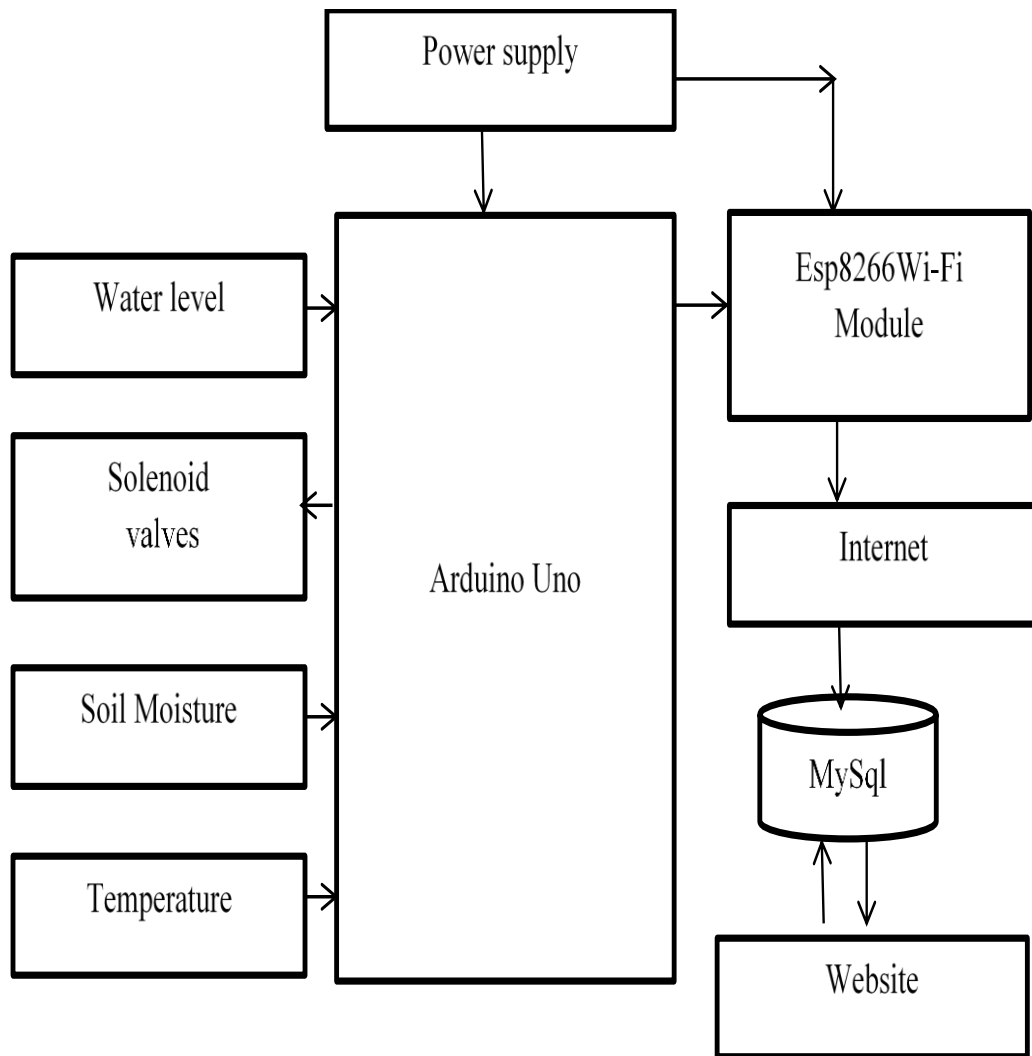 Power supply
Water level
Esp8266Wi-Fi
Module
Solenoid
valves
Arduino Uno
Internet
Soil Moisture
MySql
Temperature
Website